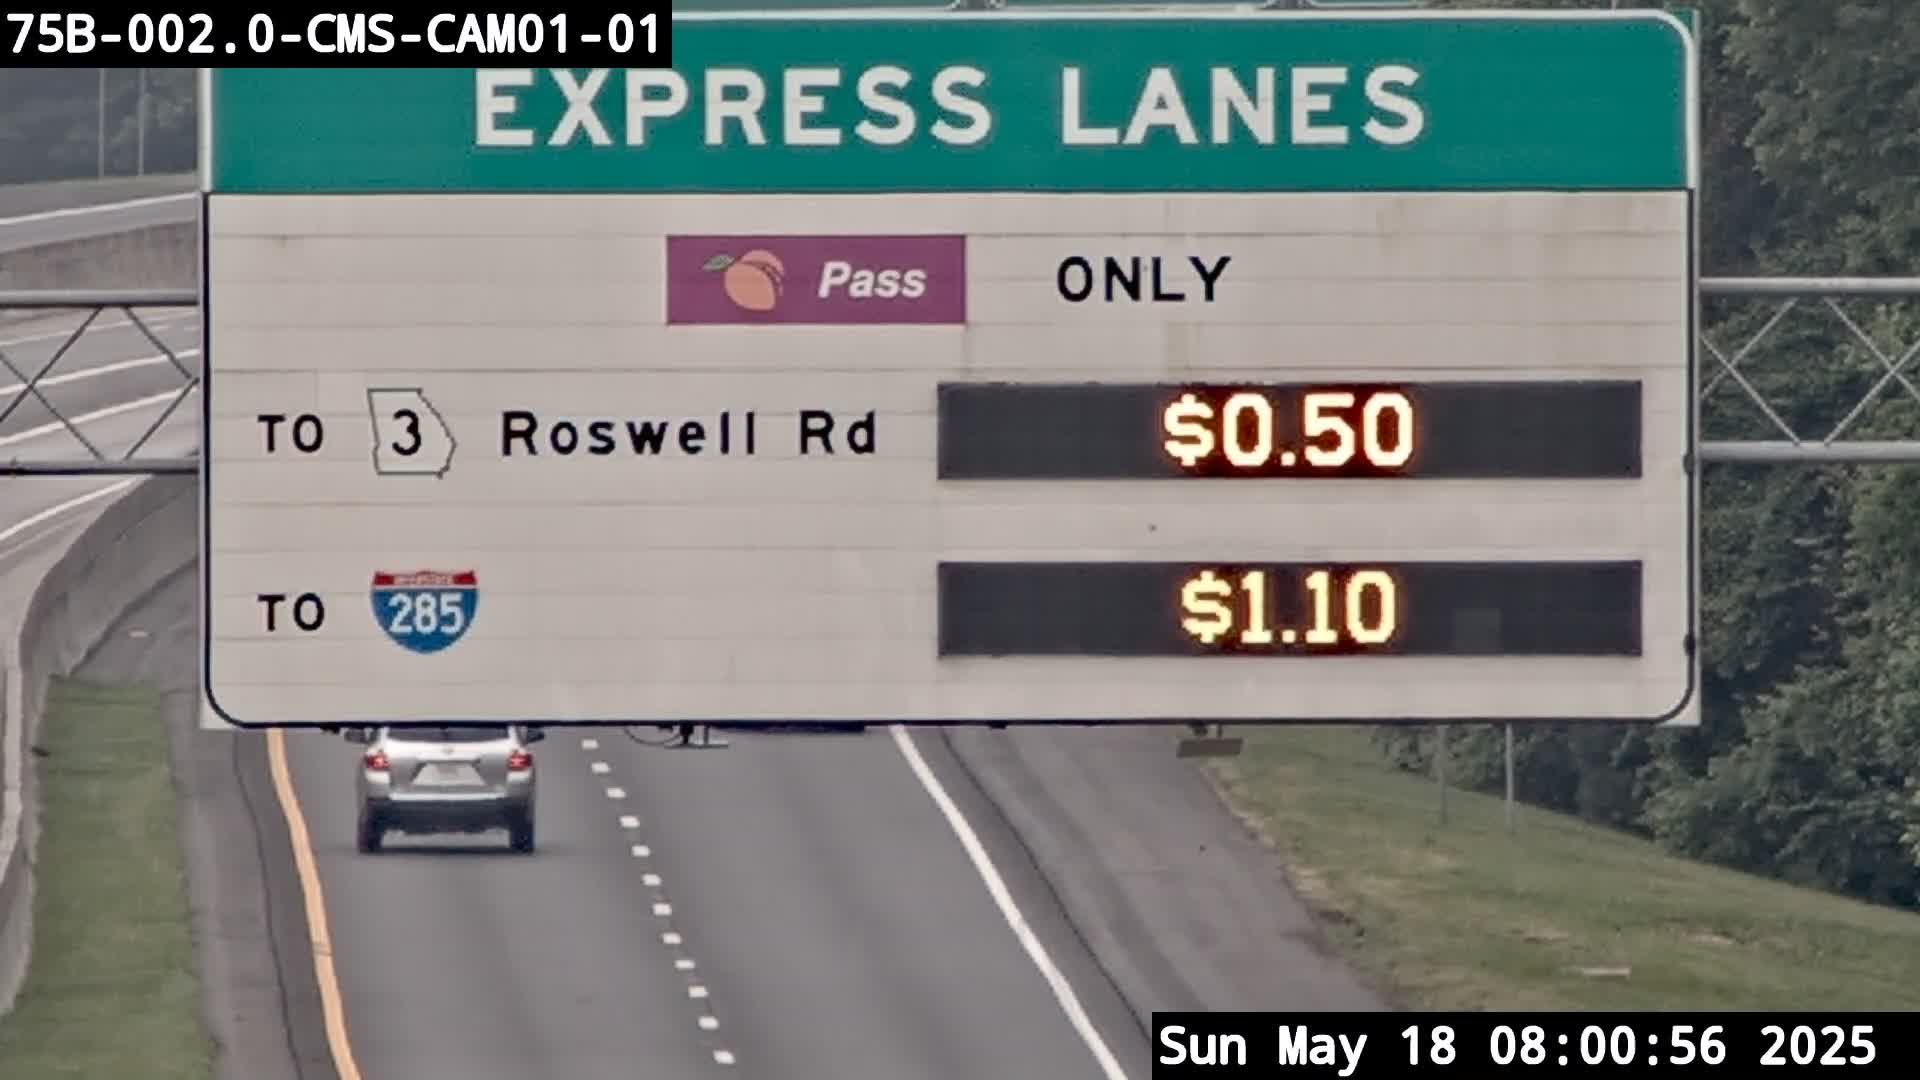 75B-002.0-CMS-CAM01-01
EXPRESS LANES
Pass ONLY
TO 3 Roswell Rd $0.50
TO INTERSTATE 285 $1.10
Sun May 18 08:00:56 2025